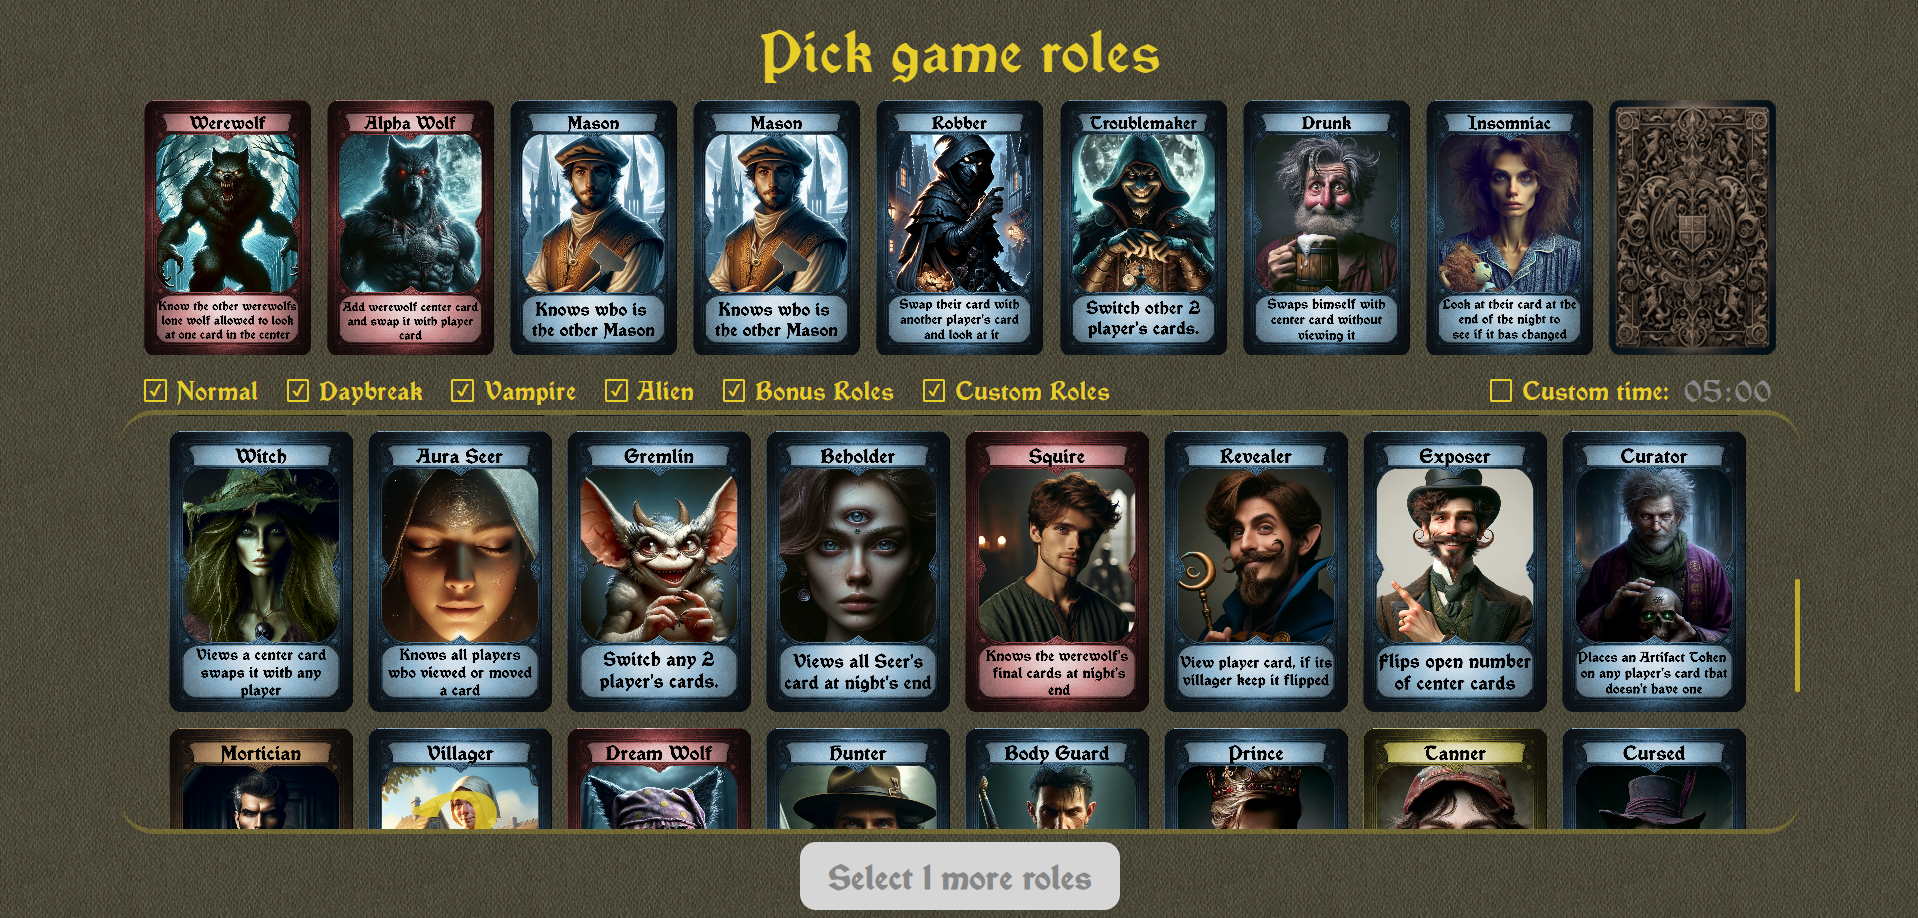 Pick game roles
Werewolf
Know the other werewolfs
lone wolf allowed to look
at one card in the center
Alpha Wolf
Add werewolf center card
and swap it with player
card
Mason
Knows who is
the other Mason
Mason
Knows who is
the other Mason
Robber
Swap their card with
another player's card
and look at it
Troublemaker
Switch other 2
player's cards.
Drunk
Swaps himself with
center card without
viewing it
Insomniac
Look at their card at the
end of the night to
see if it has changed
Normal
Daybreak
Vampire
Alien
Bonus Roles
Custom Roles
Custom time: 05:00
Witch
Views a center card
swaps it with any
player
Aura Seer
Knows all players
who viewed or moved
a card
Gremlin
Switch any 2
player's cards.
Beholder
Views all Seer's
card at night's end
Squire
Knows the werewolf's
final cards at night's
end
Revealer
View player card, if its
villager keep it flipped
Exposer
Flips open number
of center cards
Curator
Places an Artifact Token
on any player's card that
doesn't have one
Mortician
Villager
Dream Wolf
Hunter
Body Guard
Prince
Tanner
Cursed
Select 1 more roles